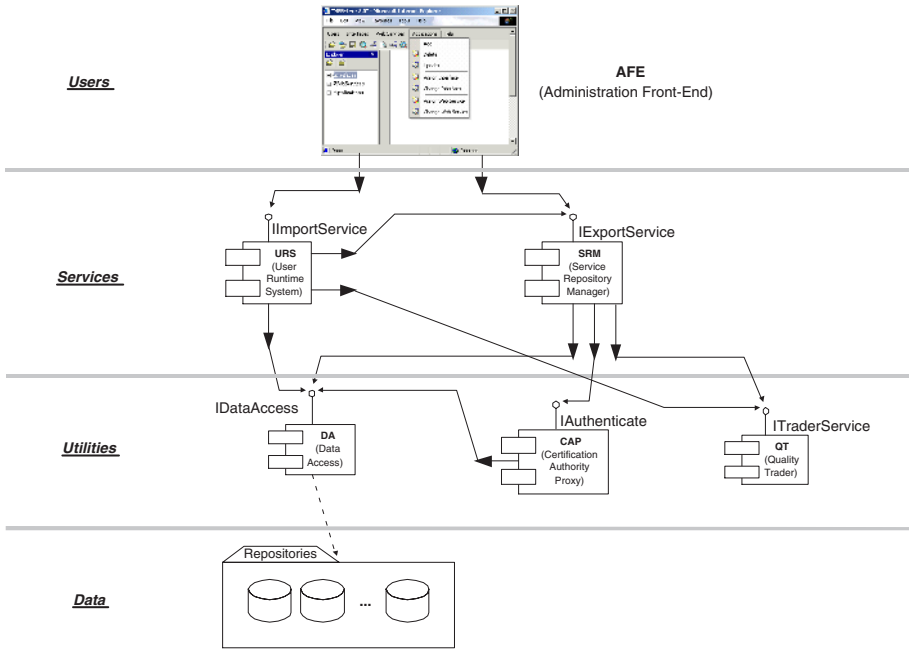 Users
AFE
(Administration Front-End)
IImportService
IExportService
URS
(User
Runtime
System)
SRM
(Service
Repository
Manager)
Services
IDataAccess
IAuthenticate
ITraderService
DA
(Data
Access)
CAP
(Certification
Authority
Proxy)
QT
(Quality
Trader)
Utilities
Repositories
...
Data